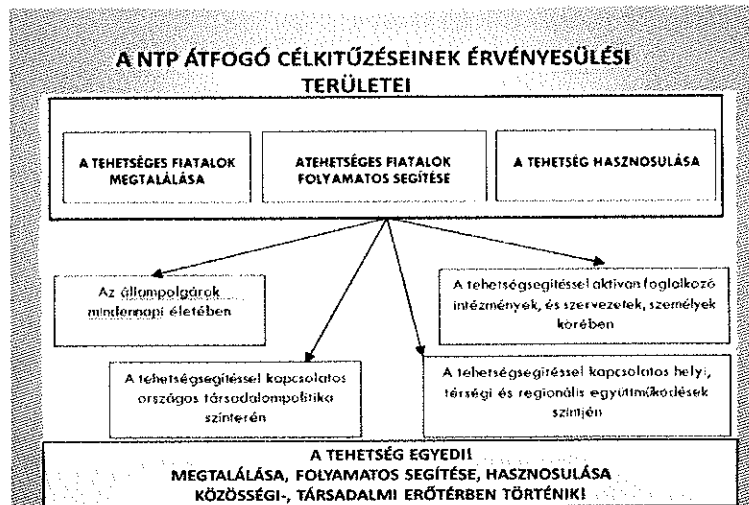 A NTP ÁTFOGÓ CÉLKITŰZÉSEINEK ÉRVÉNYESÜLÉSI
TERÜLETEI
A TEHETSÉGES FIATALOK
MEGTALÁLÁSA
ATEHETSÉGES FIATALOK
FOLYAMATOS SEGÍTÉSE
A TEHETSÉG HASZNOSULÁSA
Az állampolgárok
mindennapi életében
A tehetségsegítéssel aktívan foglalkozó
intézmények, és szervezetek, személyek
körében
A tehetségsegítéssel kapcsolatos
országos társadalompolitika
színterén
A tehetségsegítéssel kapcsolatos helyi,
térségi és regionális együttműködések
szintjén
A TEHETSÉG EGYEDI!
MEGTALÁLÁSA, FOLYAMATOS SEGÍTÉSE, HASZNOSULÁSA
KÖZÖSSÉGI-, TÁRSADALMI ERŐTÉRBEN TÖRTÉNIK!